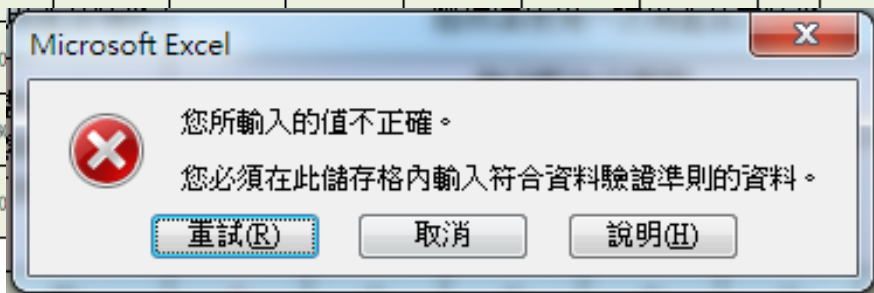 Microsoft Excel
您所輸入的值不正確。
您必須在此儲存格內輸入符合資料驗證準則的資料。
重試(R)
取消
說明(H)